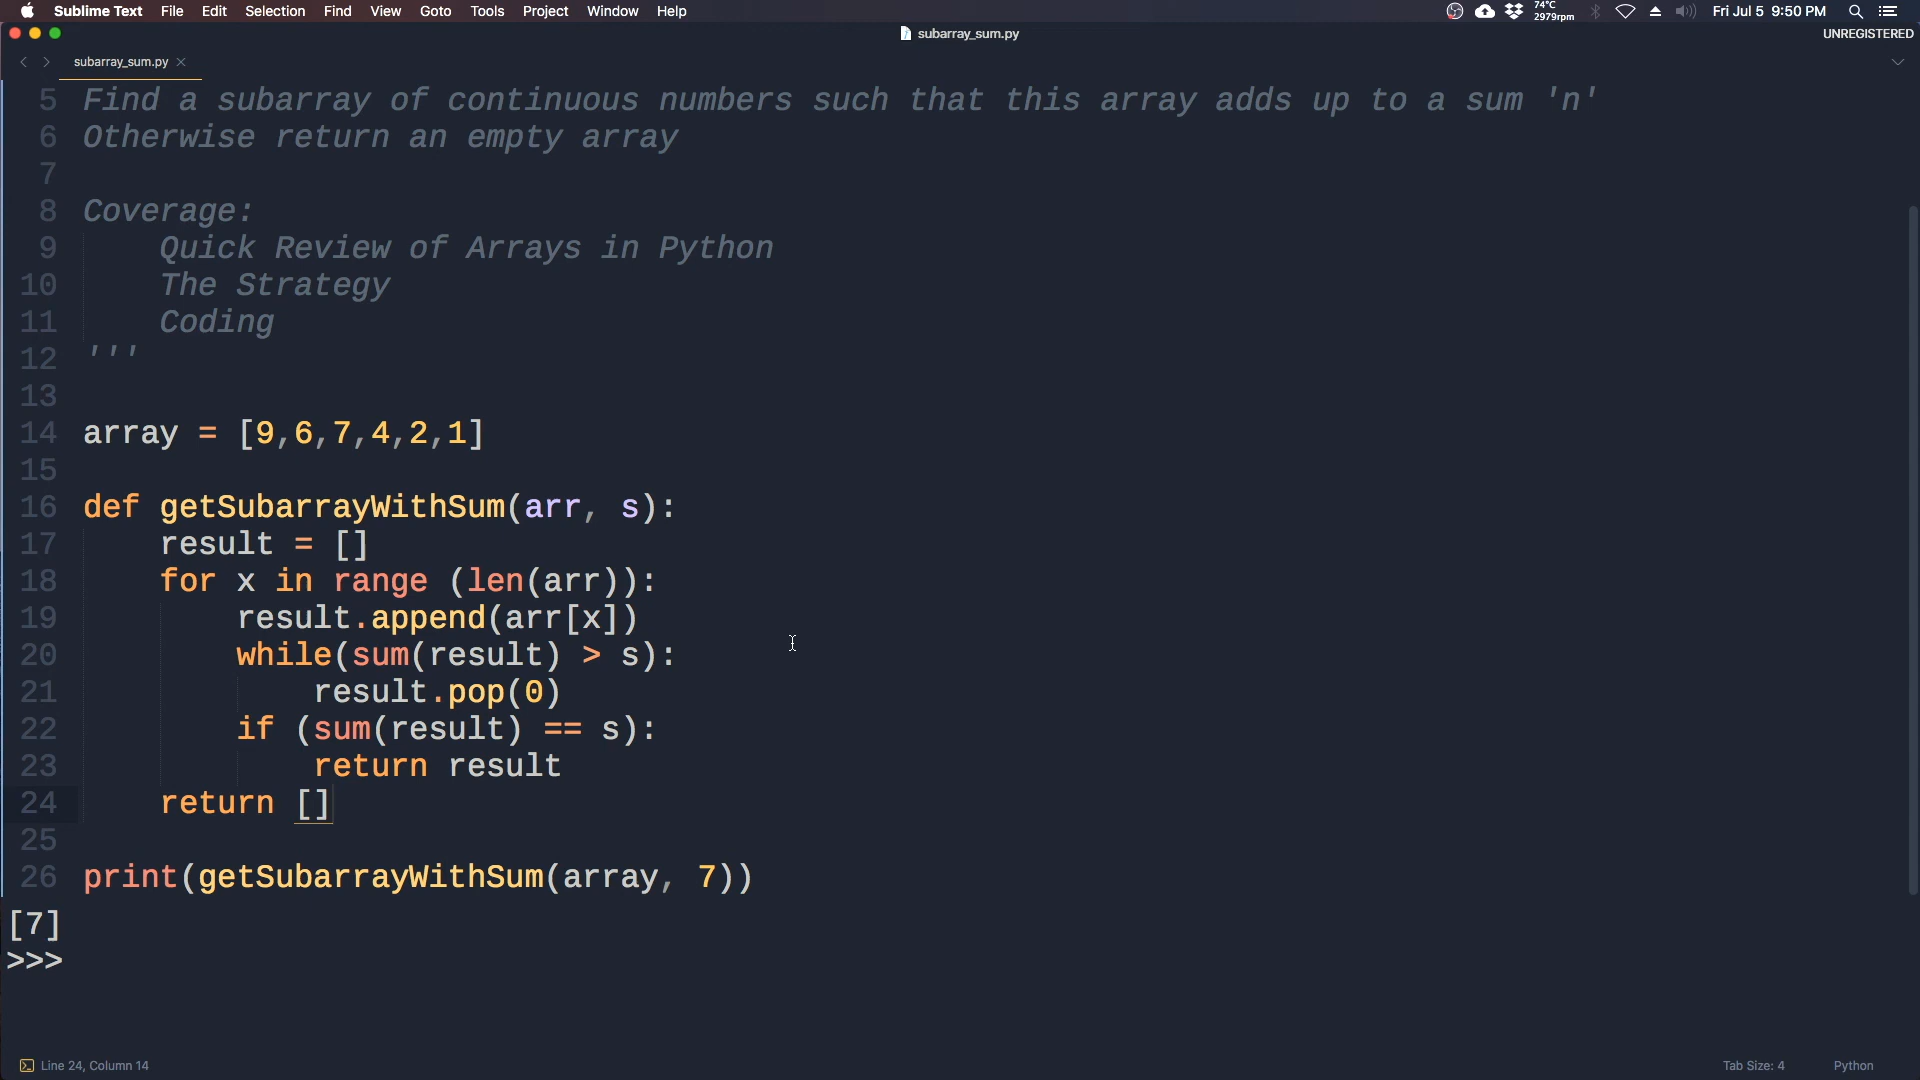 Sublime Text File Edit Selection Find View Goto Tools Project Window Help 74°C 2979rpm Fri Jul 5 9:50 PM
subarray_sum.py UNREGISTERED
subarray_sum.py
5 Find a subarray of continuous numbers such that this array adds up to a sum 'n'
6 Otherwise return an empty array
7
8 Coverage:
9     Quick Review of Arrays in Python
10     The Strategy
11     Coding
12 '''
13
14 array = [9,6,7,4,2,1]
15
16 def getSubarrayWithSum(arr, s):
17     result = []
18     for x in range (len(arr)):
19         result.append(arr[x])
20         while(sum(result) > s):
21             result.pop(0)
22         if (sum(result) == s):
23             return result
24     return []
25
26 print(getSubarrayWithSum(array, 7))
[7]
>>>
Line 24, Column 14 Tab Size: 4 Python